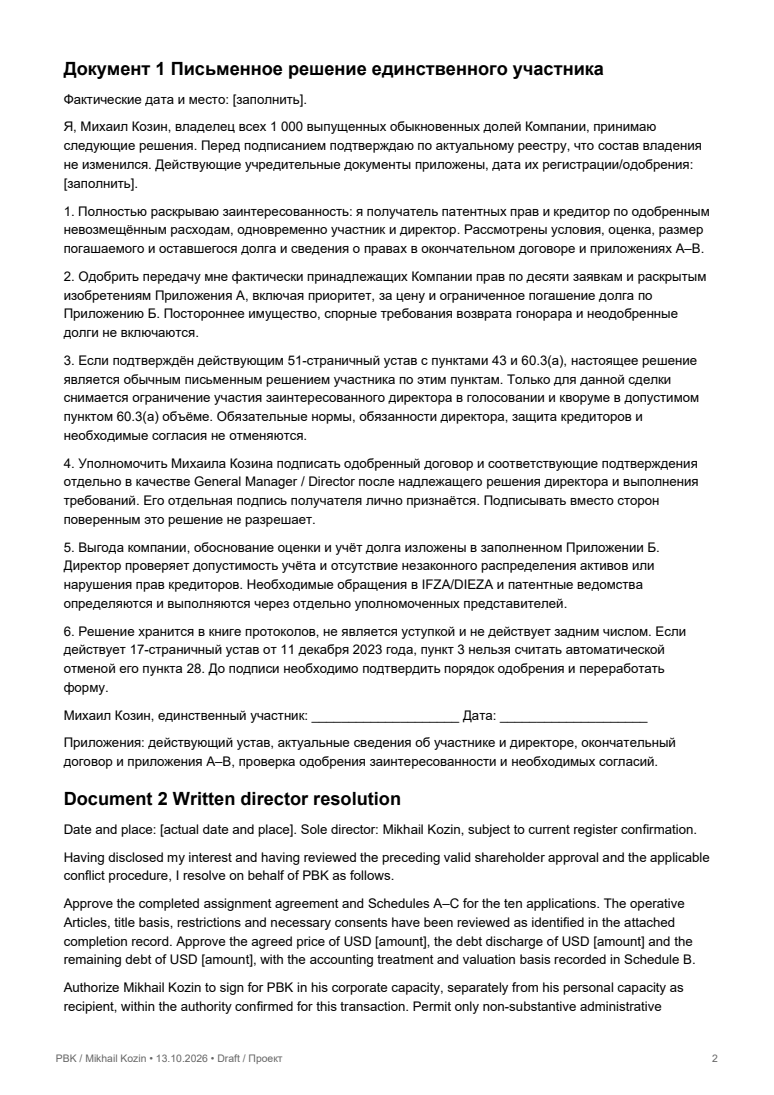 Документ 1 Письменное решение единственного участника
Фактические дата и место: [заполнить].
Я, Михаил Козин, владелец всех 1 000 выпущенных обыкновенных долей Компании, принимаю
следующие решения. Перед подписанием подтверждаю по актуальному реестру, что состав владения
не изменился. Действующие учредительные документы приложены, дата их регистрации/одобрения:
[заполнить].
1. Полностью раскрываю заинтересованность: я получатель патентных прав и кредитор по одобренным
невозмещённым расходам, одновременно участник и директор. Рассмотрены условия, оценка, размер
погашаемого и оставшегося долга и сведения о правах в окончательном договоре и приложениях А–В.
2. Одобрить передачу мне фактически принадлежащих Компании прав по десяти заявкам и раскрытым
изобретениям Приложения А, включая приоритет, за цену и ограниченное погашение долга по
Приложению Б. Постороннее имущество, спорные требования возврата гонорара и неодобренные
долги не включаются.
3. Если подтверждён действующим 51-страничный устав с пунктами 43 и 60.3(a), настоящее решение
является обычным письменным решением участника по этим пунктам. Только для данной сделки
снимается ограничение участия заинтересованного директора в голосовании и кворуме в допустимом
пунктом 60.3(a) объёме. Обязательные нормы, обязанности директора, защита кредиторов и
необходимые согласия не отменяются.
4. Уполномочить Михаила Козина подписать одобренный договор и соответствующие подтверждения
отдельно в качестве General Manager / Director после надлежащего решения директора и выполнения
требований. Его отдельная подпись получателя лично признаётся. Подписывать вместо сторон
поверенным это решение не разрешает.
5. Выгода компании, обоснование оценки и учёт долга изложены в заполненном Приложении Б.
Директор проверяет допустимость учёта и отсутствие незаконного распределения активов или
нарушения прав кредиторов. Необходимые обращения в IFZA/DIEZA и патентные ведомства
определяются и выполняются через отдельно уполномоченных представителей.
6. Решение хранится в книге протоколов, не является уступкой и не действует задним числом. Если
действует 17-страничный устав от 11 декабря 2023 года, пункт 3 нельзя считать автоматической
отменой его пункта 28. До подписи необходимо подтвердить порядок одобрения и переработать
форму.
Михаил Козин, единственный участник: ____________________ Дата: ____________________
Приложения: действующий устав, актуальные сведения об участнике и директоре, окончательный
договор и приложения А–В, проверка одобрения заинтересованности и необходимых согласий.
Document 2 Written director resolution
Date and place: [actual date and place]. Sole director: Mikhail Kozin, subject to current register confirmation.
Having disclosed my interest and having reviewed the preceding valid shareholder approval and the applicable
conflict procedure, I resolve on behalf of PBK as follows.
Approve the completed assignment agreement and Schedules A–C for the ten applications. The operative
Articles, title basis, restrictions and necessary consents have been reviewed as identified in the attached
completion record. Approve the agreed price of USD [amount], the debt discharge of USD [amount] and the
remaining debt of USD [amount], with the accounting treatment and valuation basis recorded in Schedule B.
Authorize Mikhail Kozin to sign for PBK in his corporate capacity, separately from his personal capacity as
recipient, within the authority confirmed for this transaction. Permit only non-substantive administrative
PBK / Mikhail Kozin • 13.10.2026 • Draft / Проект
2